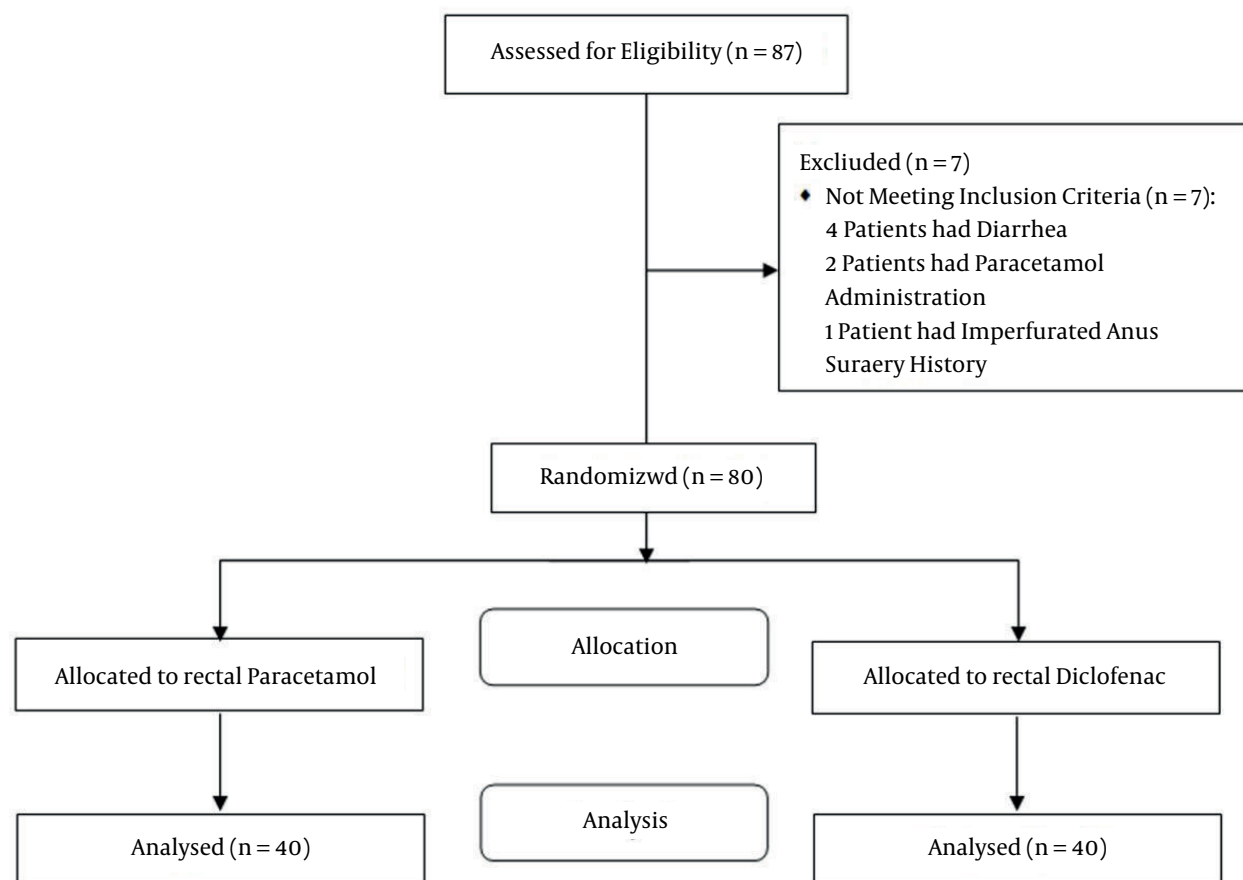 Assessed for Eligibility (n = 87)
Excliuded (n = 7)
♦ Not Meeting Inclusion Criteria (n = 7):
4 Patients had Diarrhea
2 Patients had Paracetamol
Administration
1 Patient had Imperfurated Anus
Suraery History
Randomizwd (n = 80)
Allocation
Allocated to rectal Paracetamol
Allocated to rectal Diclofenac
Analysis
Analysed (n = 40)
Analysed (n = 40)